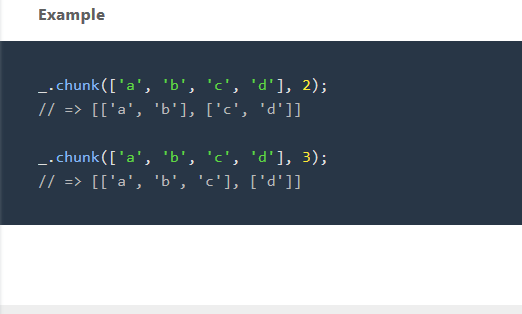 Example
_.chunk(['a', 'b', 'c', 'd'], 2);
// => [['a', 'b'], ['c', 'd']]
_.chunk(['a', 'b', 'c', 'd'], 3);
// => [['a', 'b', 'c'], ['d']]